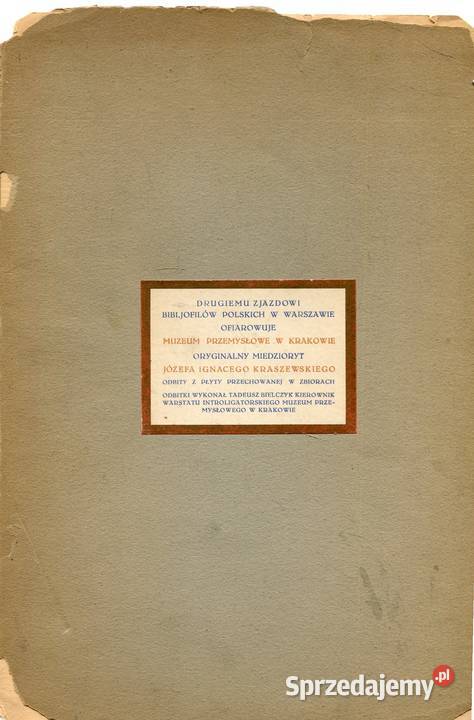 DRUGIEMU ZJAZDOWI
BIBLJOFILÓW POLSKICH W WARSZAWIE
OFIAROWUJE
MUZEUM PRZEMYSŁOWE W KRAKOWIE
ORYGINALNY MIEDZIORYT
JÓZEFA IGNACEGO KRASZEWSKIEGO
ODBITY Z PŁYTY PRZECHOWANEJ W ZBIORACH
ODBITKI WYKONAŁ TADEUSZ BIELCZYK KIEROWNIK
WARSTATU INTROLIGATORSKIEGO MUZEUM PRZE-
MYSŁOWEGO W KRAKOWIE
Sprzedajemy.pl